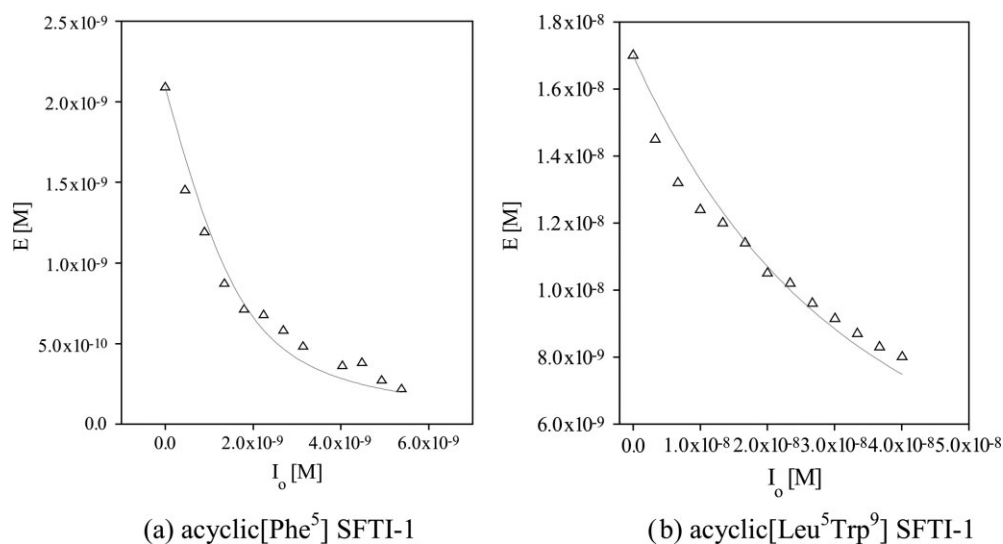 2.5x10⁻⁹
2.0x10⁻⁹
1.5x10⁻⁹
1.0x10⁻⁹
5.0x10⁻¹⁰
0.0
E [M]
0.0 2.0x10⁻⁹ 4.0x10⁻⁹ 6.0x10⁻⁹
Iₒ [M]
(a) acyclic[Phe⁵] SFTI-1
1.8x10⁻⁸
1.6x10⁻⁸
1.4x10⁻⁸
1.2x10⁻⁸
1.0x10⁻⁸
8.0x10⁻⁹
6.0x10⁻⁹
E [M]
0.0 1.0x10⁻⁸ 2.0x10⁻⁸ 3.0x10⁻⁸ 4.0x10⁻⁸ 5.0x10⁻⁸
Iₒ [M]
(b) acyclic[Leu⁵Trp⁹] SFTI-1